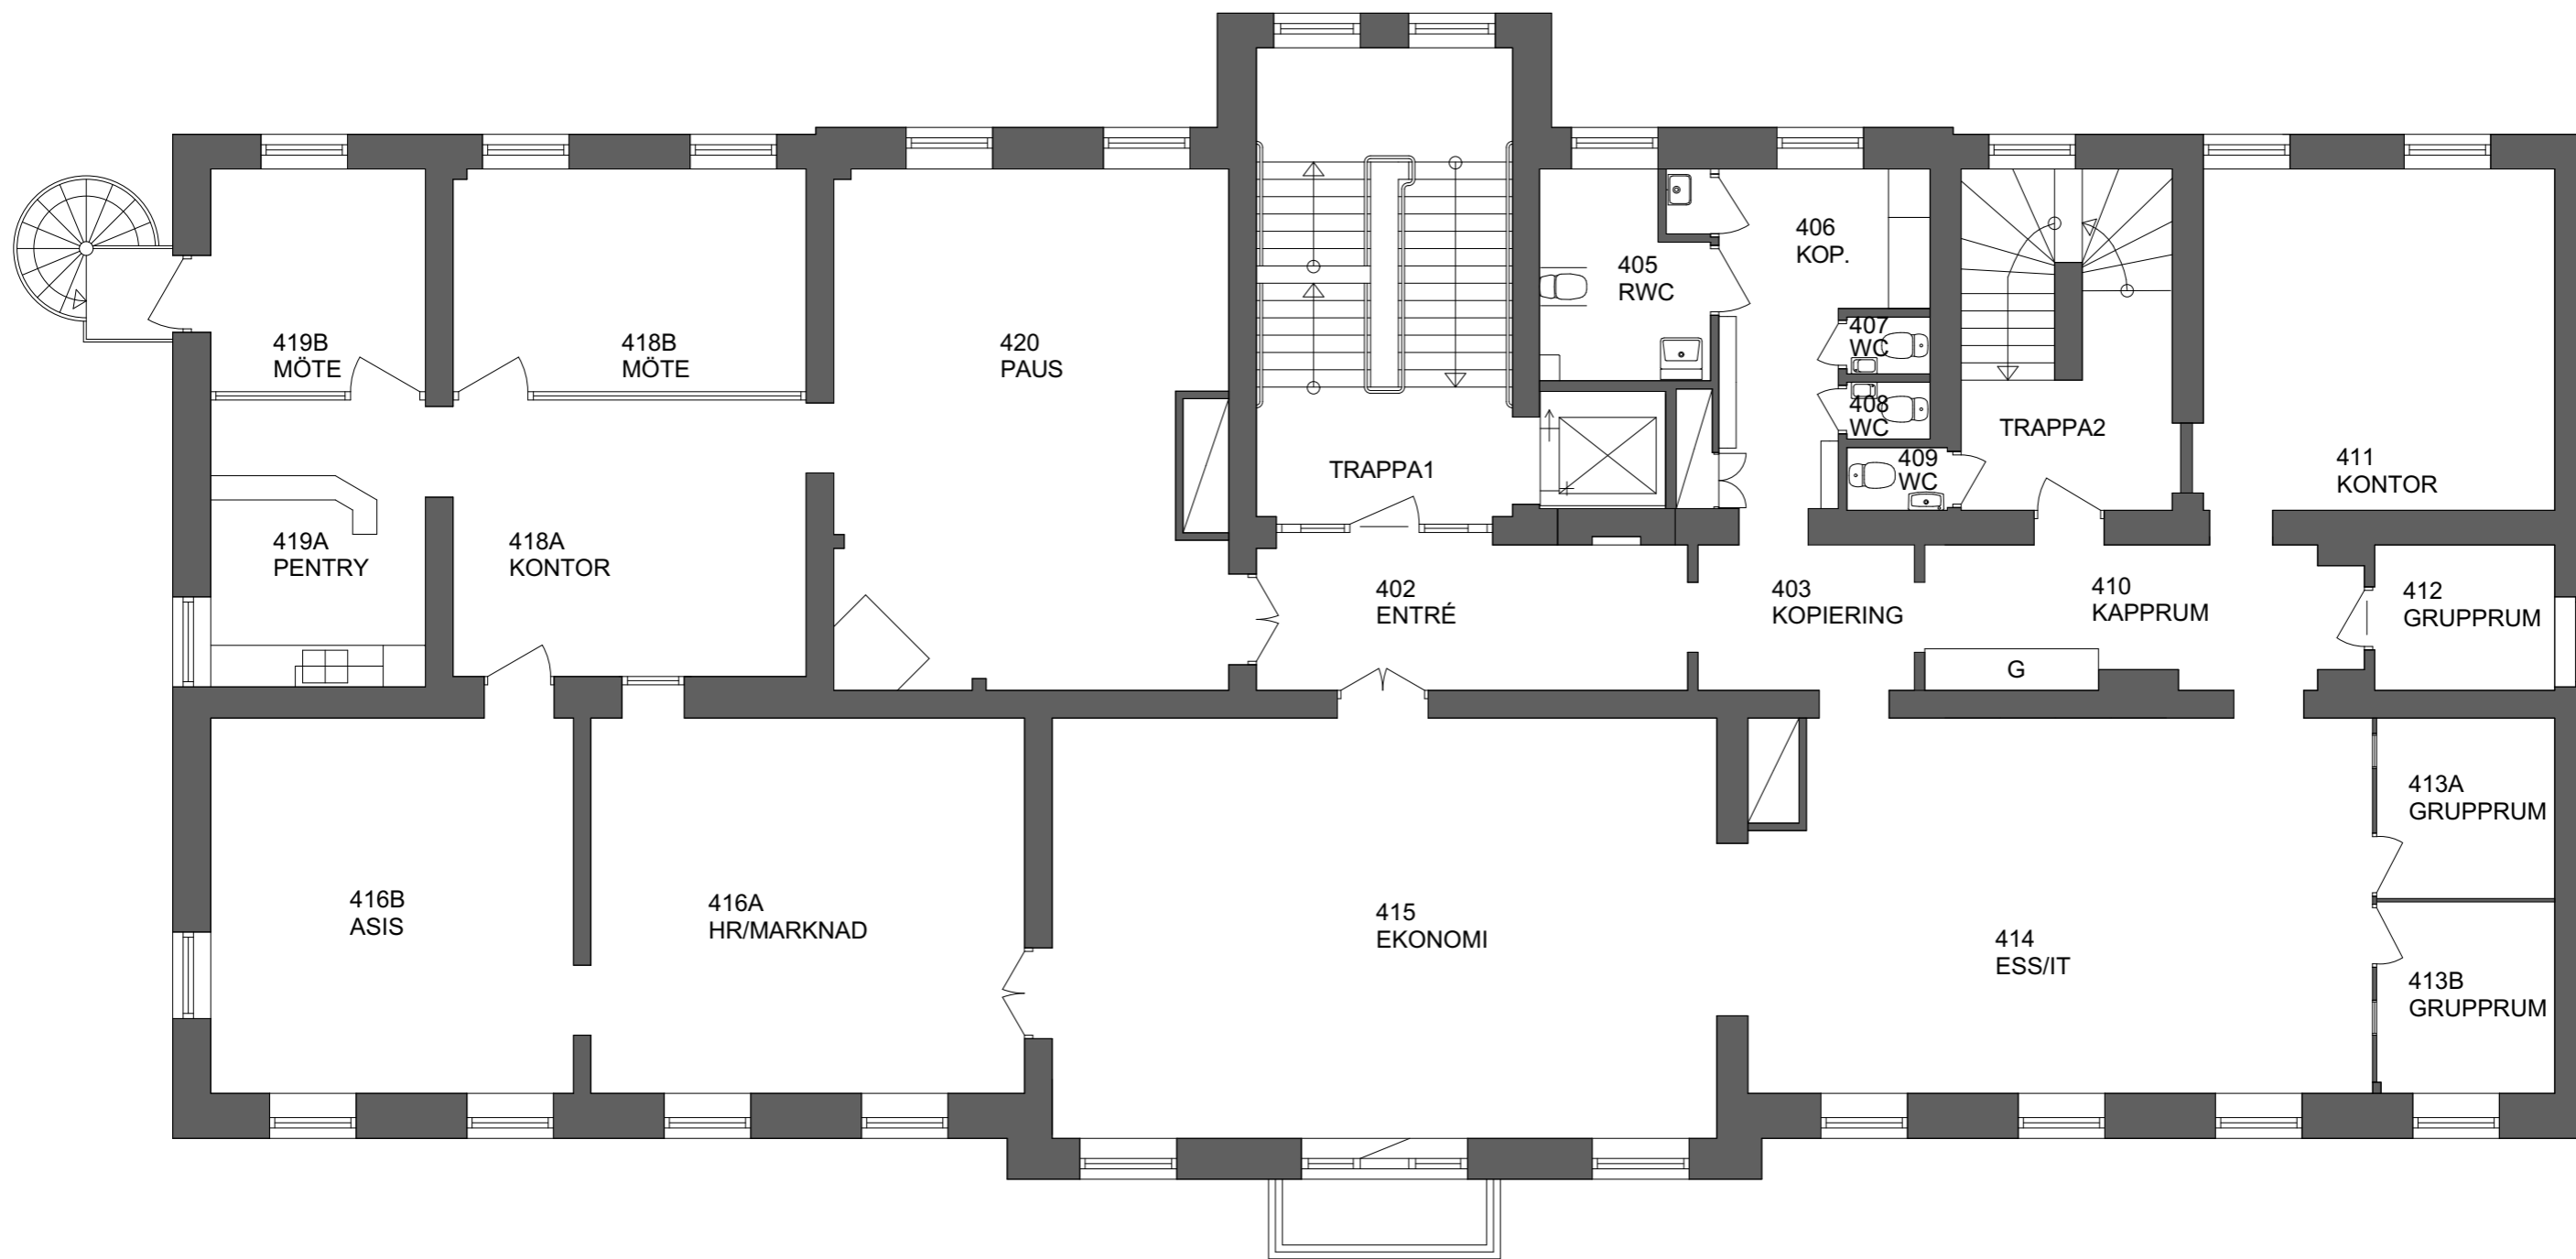 406
KOP.
405
RWC
407
WC
419B
MÖTE
418B
MÖTE
420
PAUS
408
WC
TRAPPA2
409
WC
TRAPPA1
411
KONTOR
419A
PENTRY
418A
KONTOR
402
ENTRÉ
403
KOPIERING
410
KAPPRUM
412
GRUPPRUM
G
413A
GRUPPRUM
416B
ASIS
416A
HR/MARKNAD
415
EKONOMI
414
ESS/IT
413B
GRUPPRUM